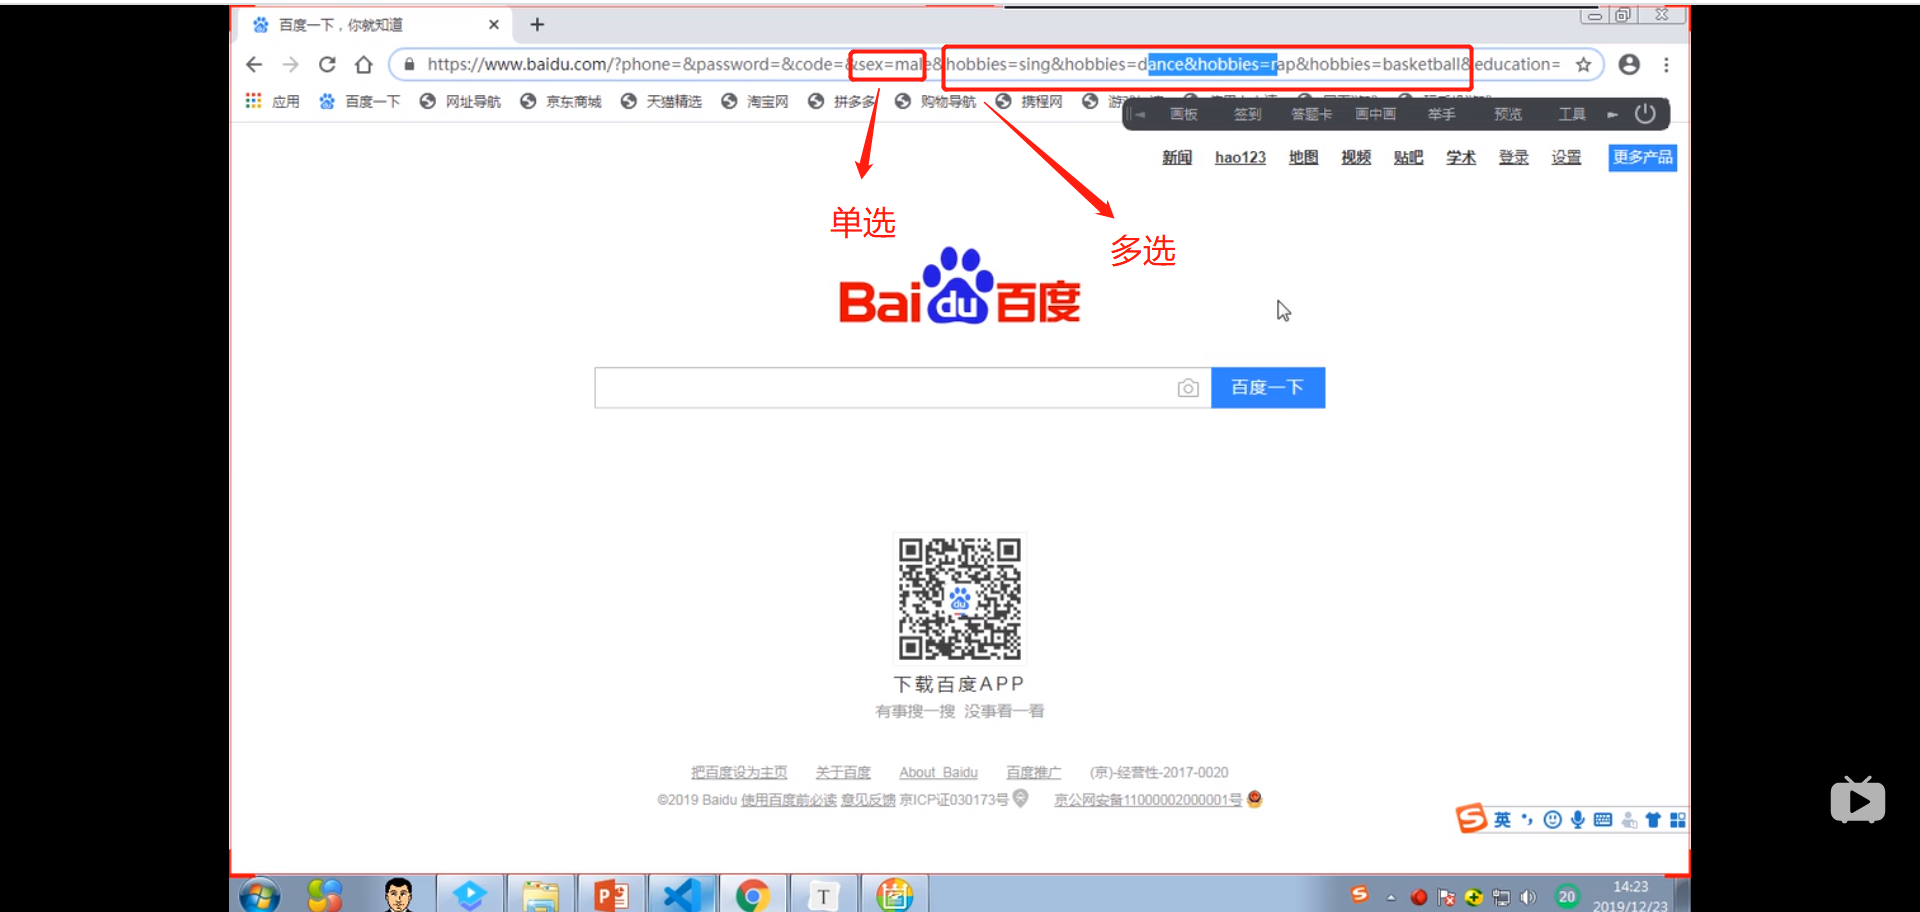 百度一下，你就知道
https://www.baidu.com/?phone=&password=&code=&sex=male&hobbies=sing&hobbies=dance&hobbies=rap&hobbies=basketball&education=
应用 百度一下 网址导航 京东商城 天猫精选 淘宝网 拼多多 购物导航 携程网
画板 签到 答题卡 画中画 举手 预览 工具
新闻 hao123 地图 视频 贴吧 学术 登录 设置 更多产品
单选
多选
Bai du 百度
百度一下
du
下载百度APP
有事搜一搜 没事看一看
把百度设为主页 关于百度 About Baidu 百度推广 (京)-经营性-2017-0020
©2019 Baidu 使用百度前必读 意见反馈 京ICP证030173号 京公网安备11000002000001号
S 英
P T S 20 14:23
2019/12/23